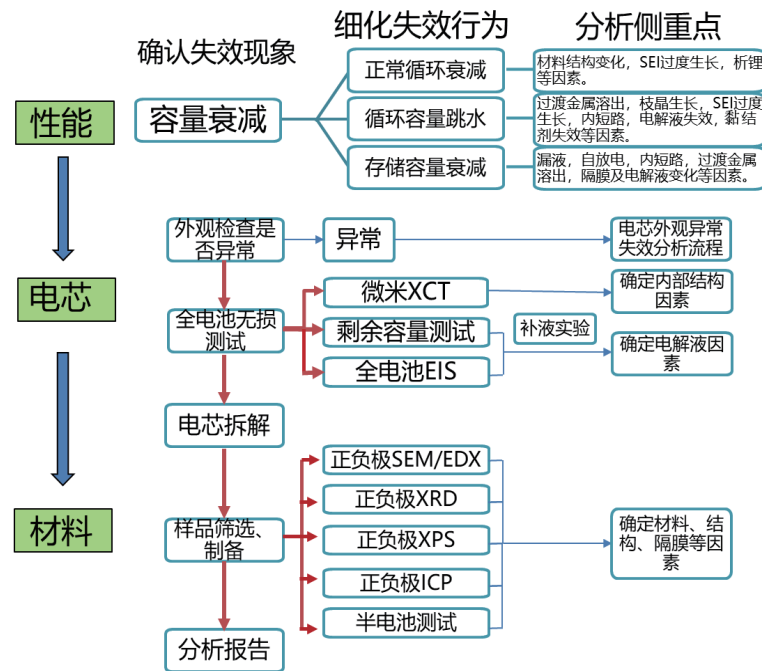 确认失效现象
细化失效行为
分析侧重点
性能
容量衰减
正常循环衰减
材料结构变化，SEI过度生长，析锂
等因素。
循环容量跳水
过渡金属溶出，枝晶生长，SEI过度
生长，内短路，电解液失效，黏结
剂失效等因素。
存储容量衰减
漏液，自放电，内短路，过渡金属
溶出，隔膜及电解液变化等因素。
电芯
外观检查是
否异常
异常
电芯外观异常
失效分析流程
全电池无损
测试
微米XCT
确定内部结构
因素
剩余容量测试
补液实验
全电池EIS
确定电解液因
素
电芯拆解
材料
样品筛选、
制备
正负极SEM/EDX
正负极XRD
正负极XPS
正负极ICP
半电池测试
确定材料、结
构、隔膜等因
素
分析报告